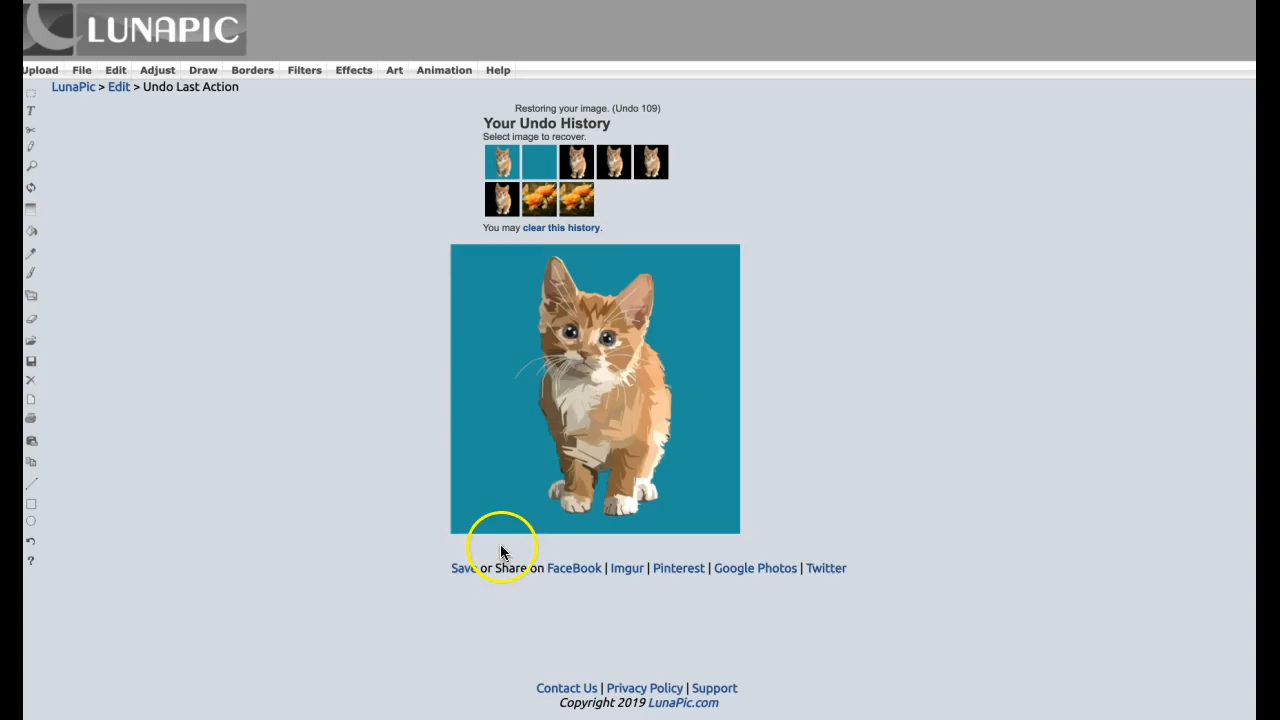 LUNAPIC
Upload File Edit Adjust Draw Borders Filters Effects Art Animation Help
LunaPic > Edit > Undo Last Action
T
Restoring your image. (Undo 109)
Your Undo History
Select image to recover.
You may clear this history.
Save or Share on FaceBook | Imgur | Pinterest | Google Photos | Twitter
?
Contact Us | Privacy Policy | Support
Copyright 2019 LunaPic.com